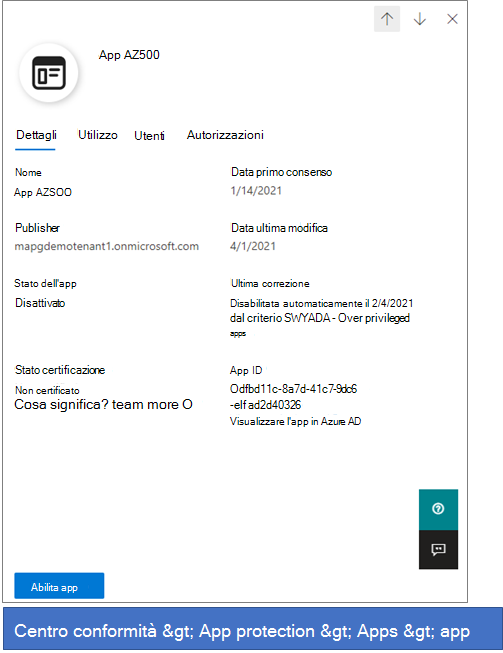 App AZ500
Dettagli Utilizzo Utenti Autorizzazioni
Nome Data primo consenso
App AZSOO 1/14/2021
Publisher Data ultima modifica
mapgdemotenant1.onmicrosoft.com 4/1/2021
Stato dell'app Ultima correzione
Disattivato Disabilitata automaticamente il 2/4/2021
dal criterio SWYADA - Over privileged
apps
Stato certificazione App ID
Non certificato Odfbd11c-8a7d-41c7-9dc6
Cosa significa? team more O -elf ad2d40326
Visualizzare l'app in Azure AD
Abilita app
Centro conformità &gt; App protection &gt; Apps &gt; app